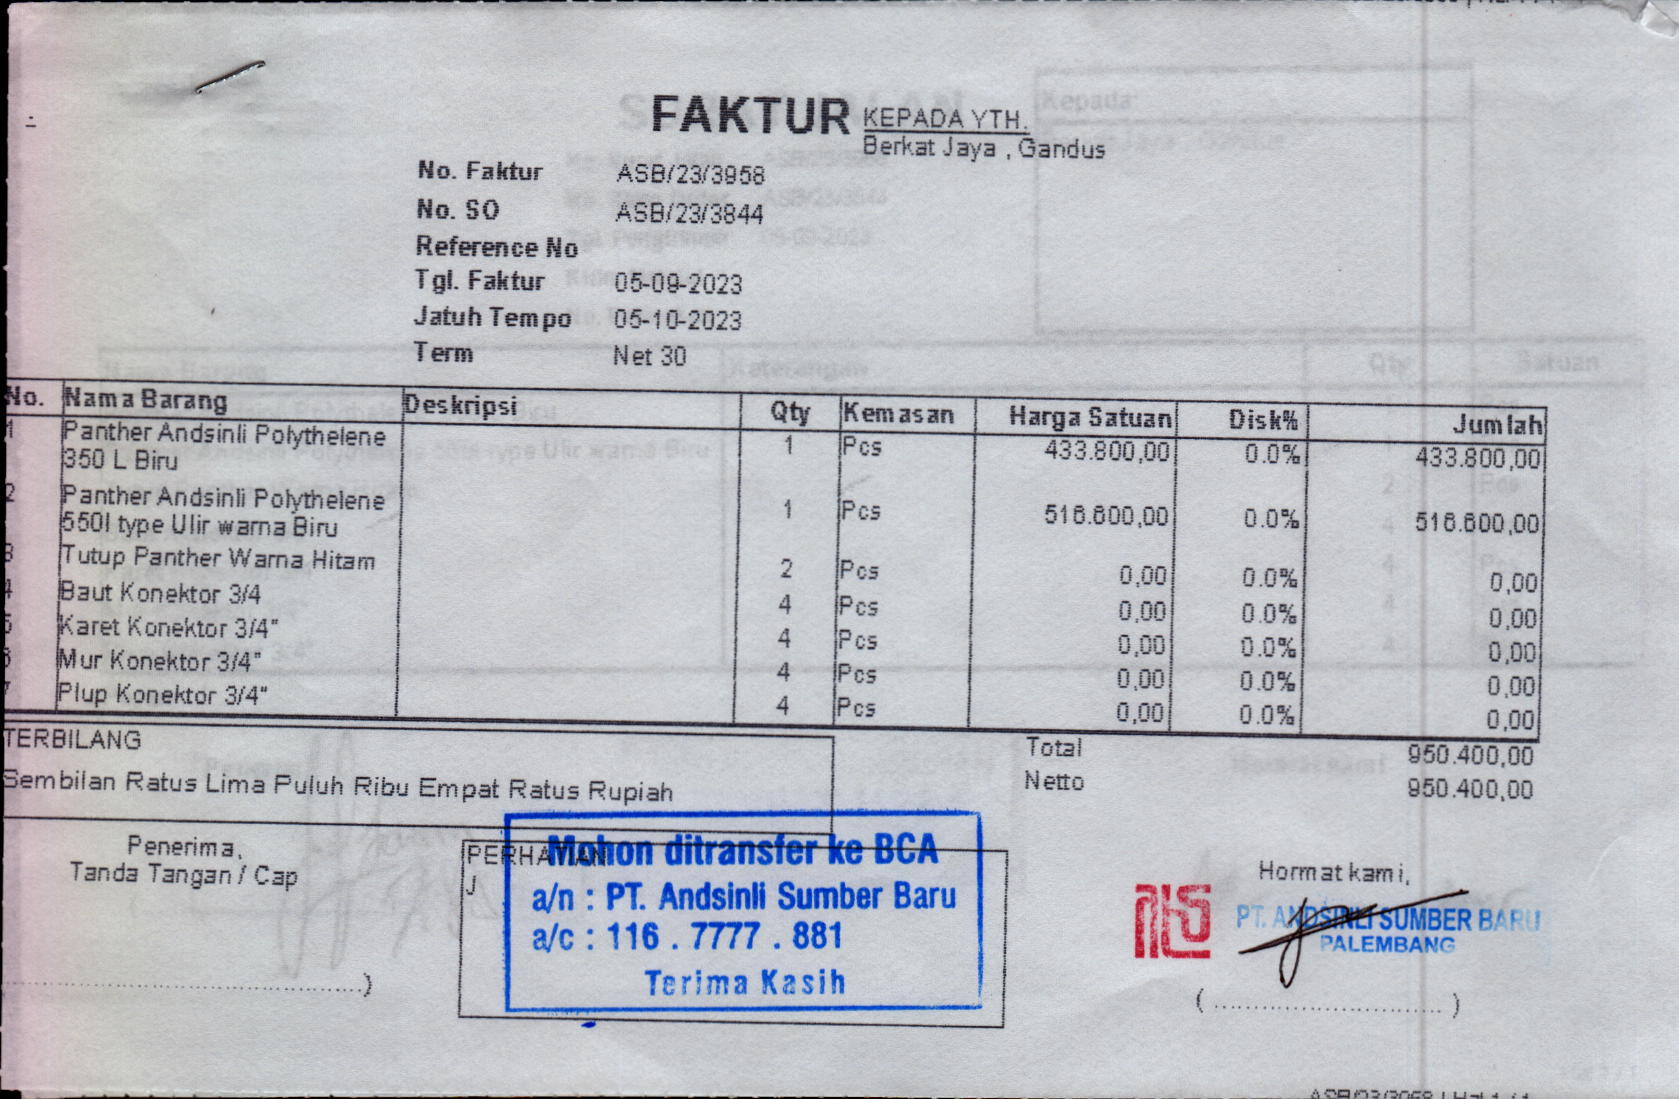 FAKTUR
KEPADA YTH.
Berkat Jaya , Gandus
No. Faktur ASB/23/3958
No. SO ASB/23/3844
Reference No
Tgl. Faktur 05-09-2023
Jatuh Tempo 05-10-2023
Term Net 30
No. Nama Barang Deskripsi Qty Kemasan Harga Satuan Disk% Jumlah
1 Panther Andsinli Polythelene 1 Pcs 433.800,00 0.0% 433.800,00
350 L Biru
2 Panther Andsinli Polythelene 1 Pcs 516.600,00 0.0% 516.600,00
550l type Ulir warna Biru
3 Tutup Panther Warna Hitam 2 Pcs 0,00 0.0% 0,00
4 Baut Konektor 3/4 4 Pcs 0,00 0.0% 0,00
5 Karet Konektor 3/4" 4 Pcs 0,00 0.0% 0,00
6 Mur Konektor 3/4" 4 Pcs 0,00 0.0% 0,00
7 Plup Konektor 3/4" 4 Pcs 0,00 0.0% 0,00
TERBILANG
Sembilan Ratus Lima Puluh Ribu Empat Ratus Rupiah
Total 950.400,00
Netto 950.400,00
Penerima,
Tanda Tangan / Cap
PERHATIAN
J
Mohon ditransfer ke BCA
a/n : PT. Andsinli Sumber Baru
a/c : 116 . 7777 . 881
Terima Kasih
Hormat kami,
PT. ANDSINLI SUMBER BARU
PALEMBANG